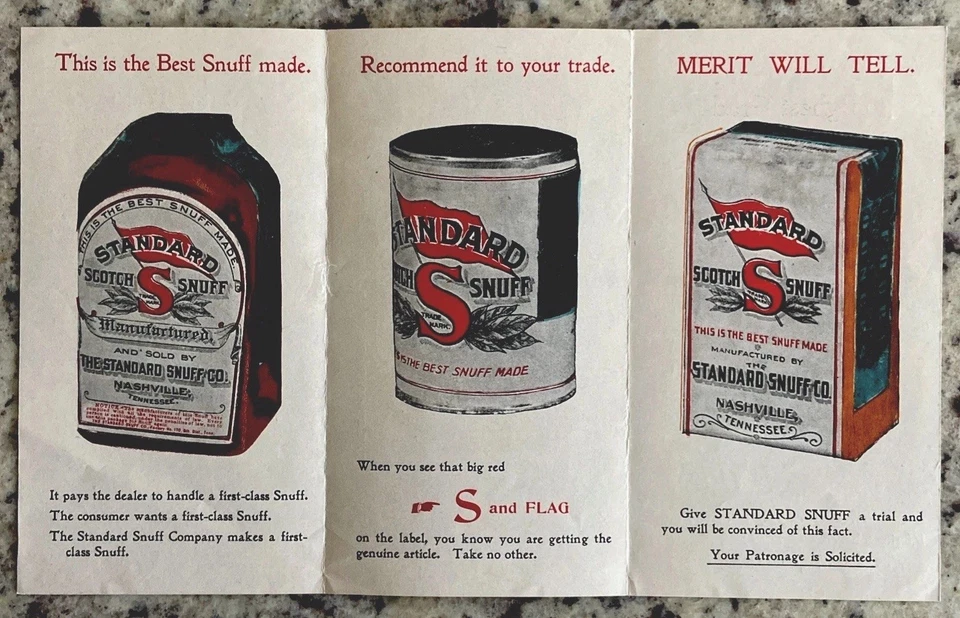 This is the Best Snuff made.
THIS IS THE BEST SNUFF MADE.
STANDARD
SCOTCH S SNUFF
TRADE
MARK
Manufactured
AND SOLD BY
THE STANDARD SNUFF CO.
NASHVILLE,
TENNESSEE.
It pays the dealer to handle a first-class Snuff.
The consumer wants a first-class Snuff.
The Standard Snuff Company makes a first-
class Snuff.
Recommend it to your trade.
STANDARD
S SNUFF
TRADE
MARK
THE BEST SNUFF MADE
When you see that big red
☛ S and FLAG
on the label, you know you are getting the
genuine article. Take no other.
MERIT WILL TELL.
STANDARD
SCOTCH S SNUFF
THIS IS THE BEST SNUFF MADE
MANUFACTURED BY
THE
STANDARD SNUFF CO.
NASHVILLE,
TENNESSEE
Give STANDARD SNUFF a trial and
you will be convinced of this fact.
Your Patronage is Solicited.